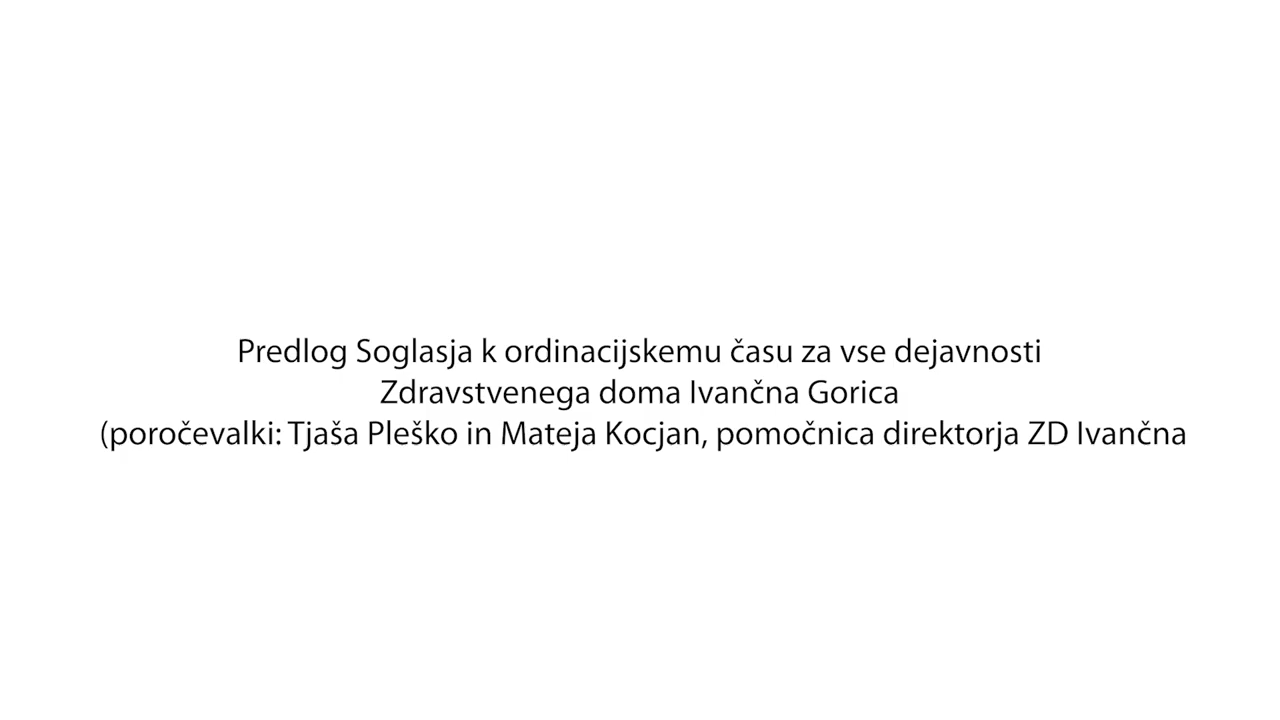 Predlog Soglasja k ordinacijskemu času za vse dejavnosti
Zdravstvenega doma Ivančna Gorica
(poročevalki: Tjaša Pleško in Mateja Kocjan, pomočnica direktorja ZD Ivančna